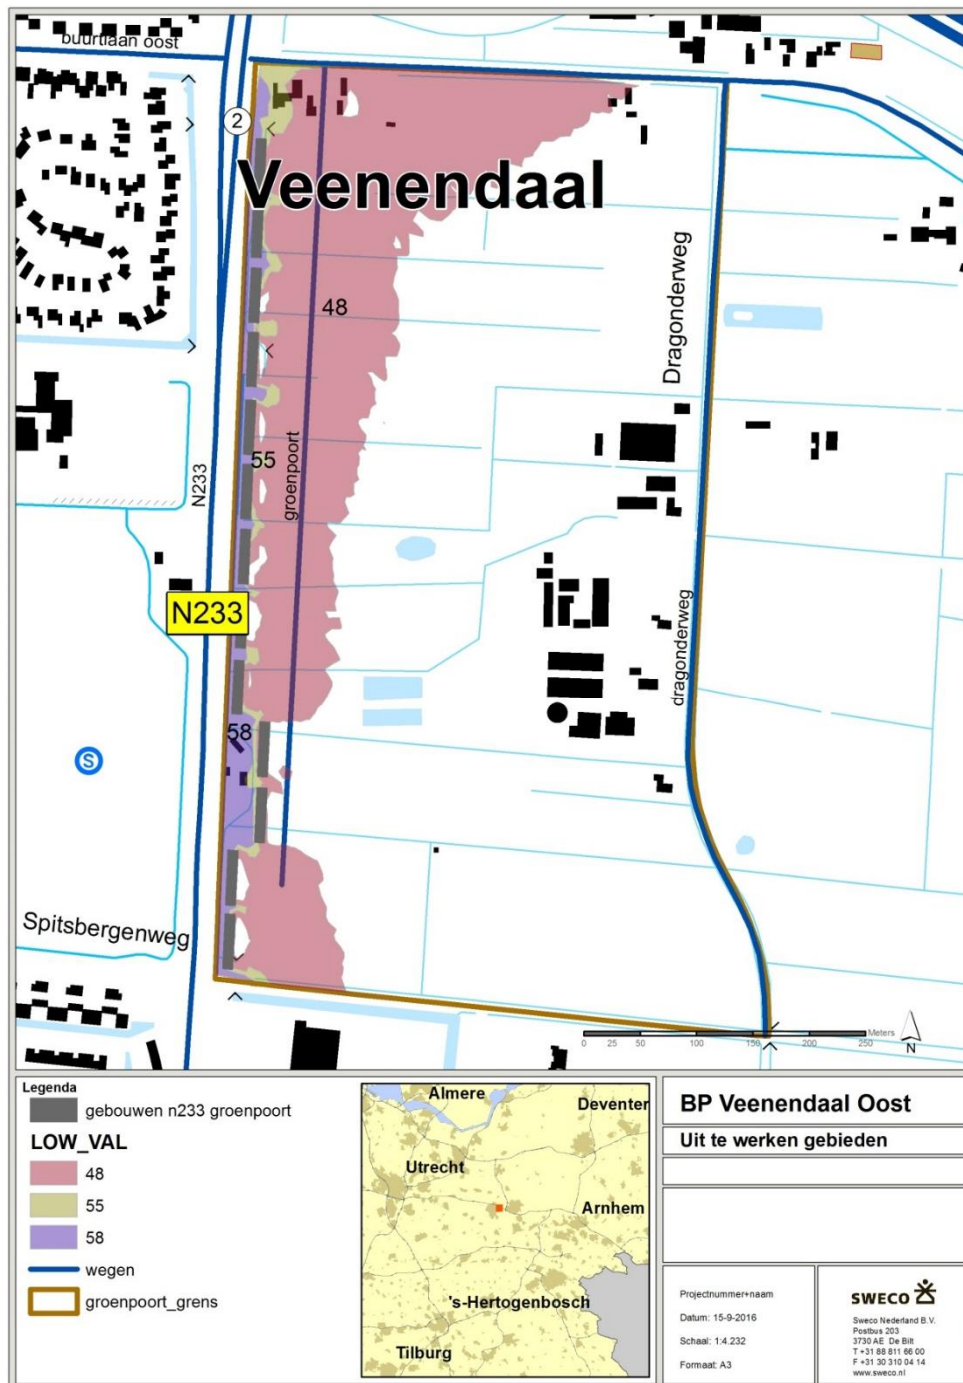 buurtlaan oost
2
Veenendaal
48
Dragonderweg
55
groenpoort
N233
N233
dragonderweg
58
S
Spitsbergenweg
Meters
0 25 50 100 150 200 250
N
Legenda
gebouwen n233 groenpoort
LOW_VAL
48
55
58
wegen
groenpoort_grens
Almere
Deventer
Utrecht
Arnhem
's-Hertogenbosch
Tilburg
BP Veenendaal Oost
Uit te werken gebieden
Projectnummer+naam
Datum: 15-9-2016
Schaal: 1:4.232
Formaat: A3
SWECO
Sweco Nederland B.V.
Postbus 203
3730 AE De Bilt
T +31 88 811 66 00
F +31 30 310 04 14
www.sweco.nl